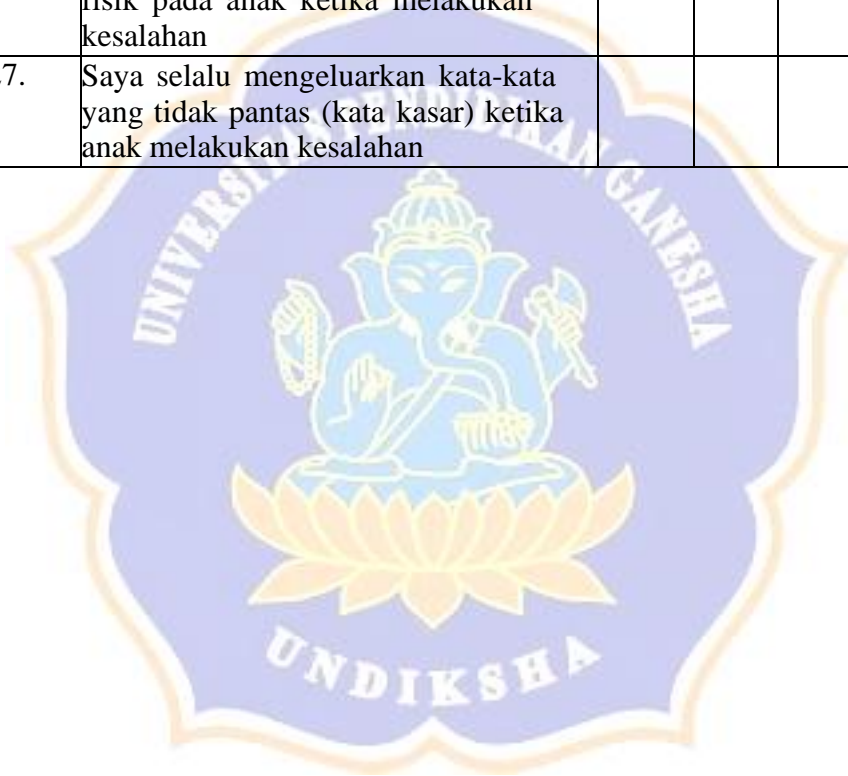 fisik pada anak ketika melakukan
kesalahan
7. Saya selalu mengeluarkan kata-kata
yang tidak pantas (kata kasar) ketika
anak melakukan kesalahan
UNIVERSITAS PENDIDIKAN GANESHA
UNDIKSHA